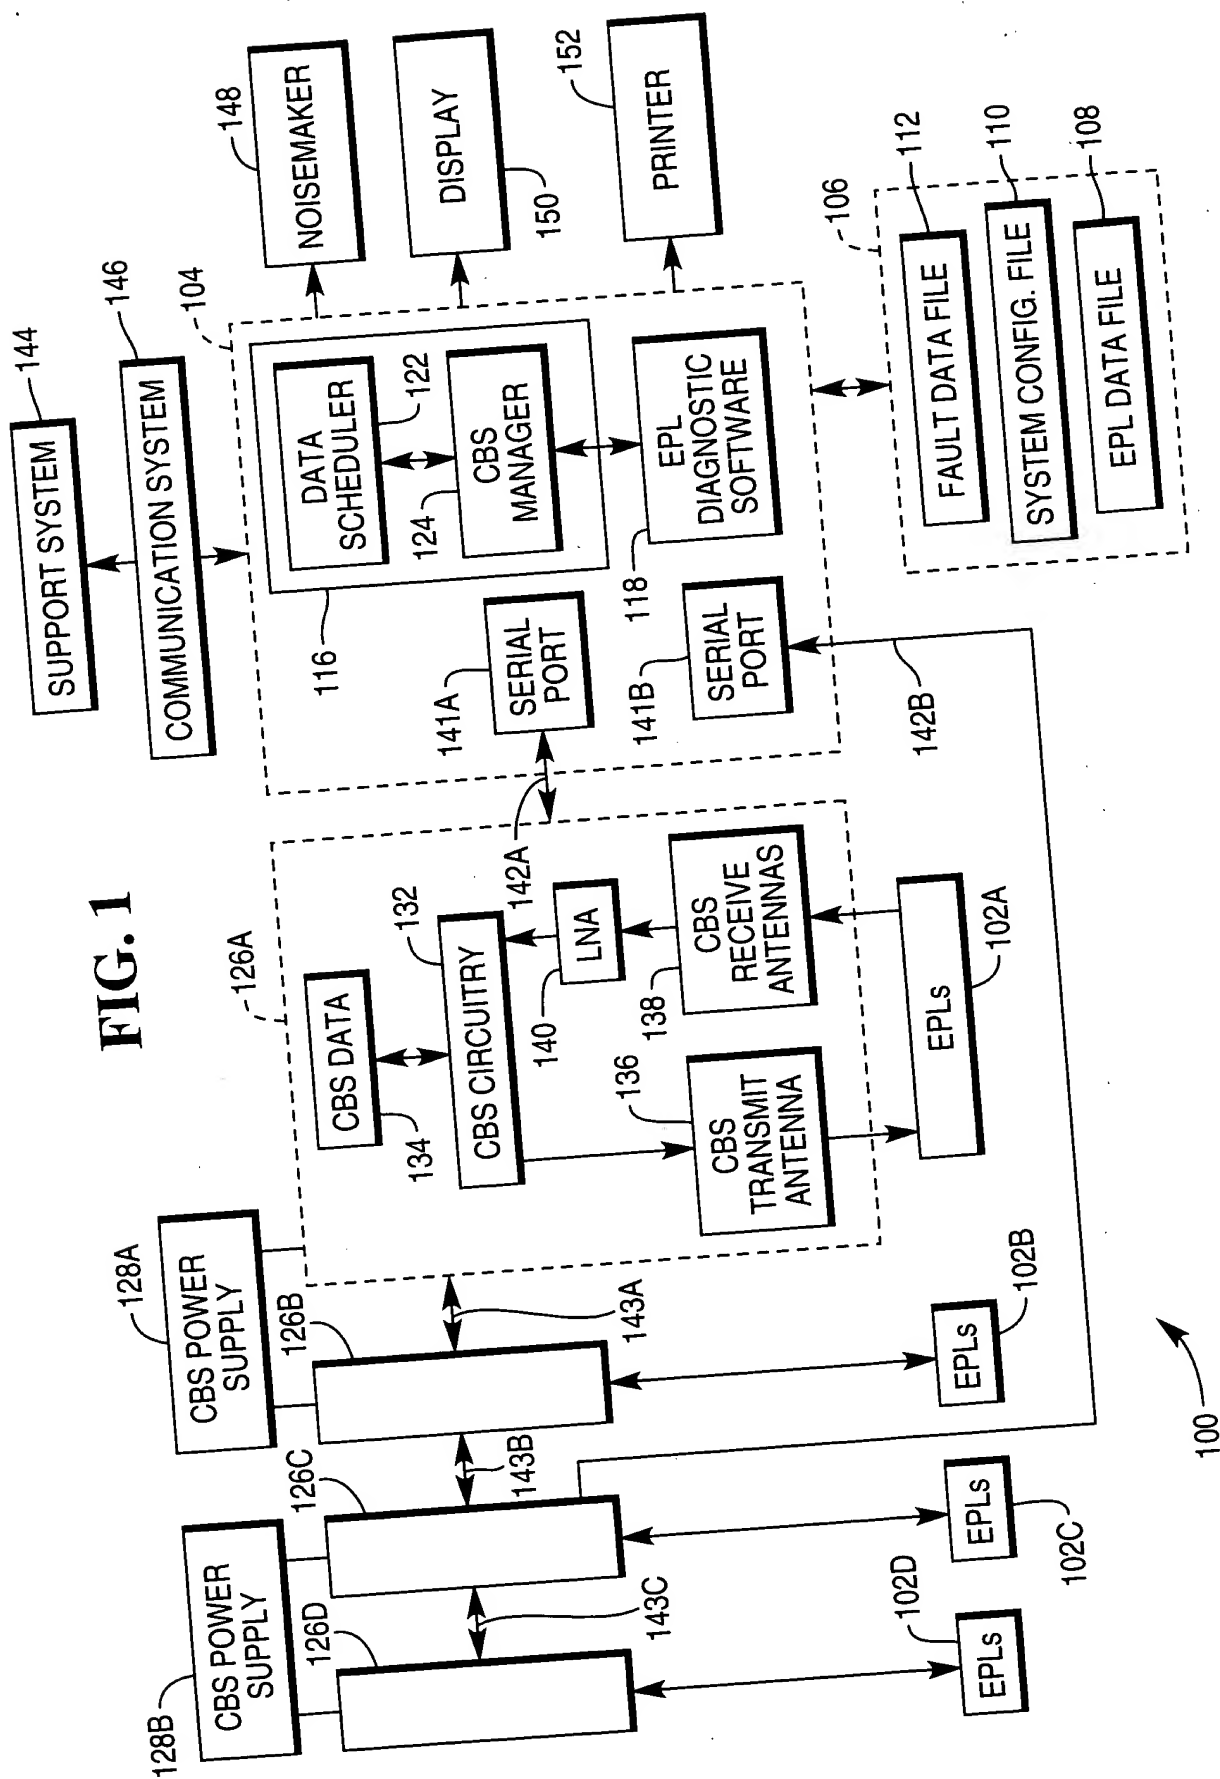 FIG. 1
128B
CBS POWER
SUPPLY
126D
128A
CBS POWER
SUPPLY
126C
126B
126A
CBS DATA
134
132
CBS CIRCUITRY
140
LNA
136
CBS
TRANSMIT
ANTENNA
138
CBS
RECEIVE
ANTENNAS
143C
143B
143A
142A
102D
EPLs
EPLs
102C
EPLs
102B
EPLs
102A
SUPPORT SYSTEM
144
COMMUNICATION SYSTEM
146
104
116
DATA
SCHEDULER
122
124
CBS
MANAGER
141A
SERIAL
PORT
118
EPL
DIAGNOSTIC
SOFTWARE
141B
SERIAL
PORT
142B
148
NOISEMAKER
DISPLAY
150
152
PRINTER
106
FAULT DATA FILE
112
SYSTEM CONFIG. FILE
110
EPL DATA FILE
108
100